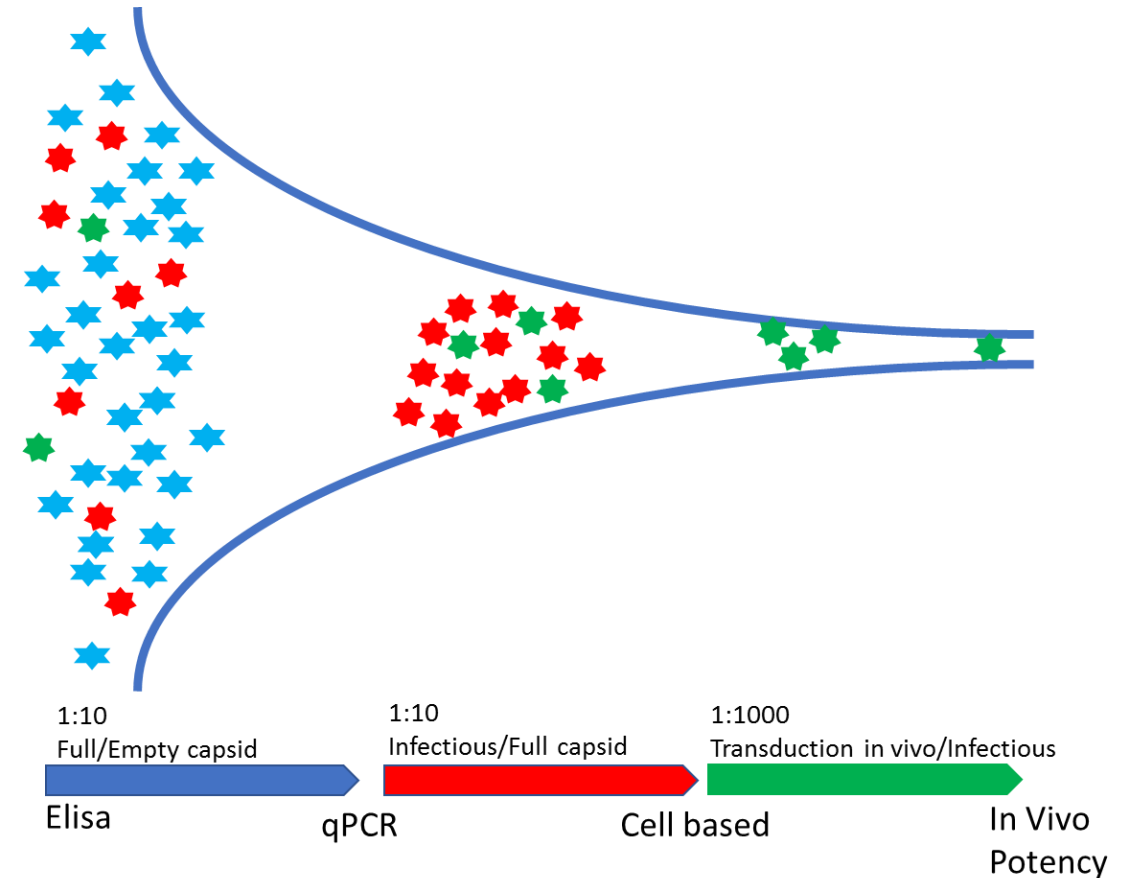 1:10
Full/Empty capsid
1:10
Infectious/Full capsid
1:1000
Transduction in vivo/Infectious
Elisa
qPCR
Cell based
In Vivo
Potency